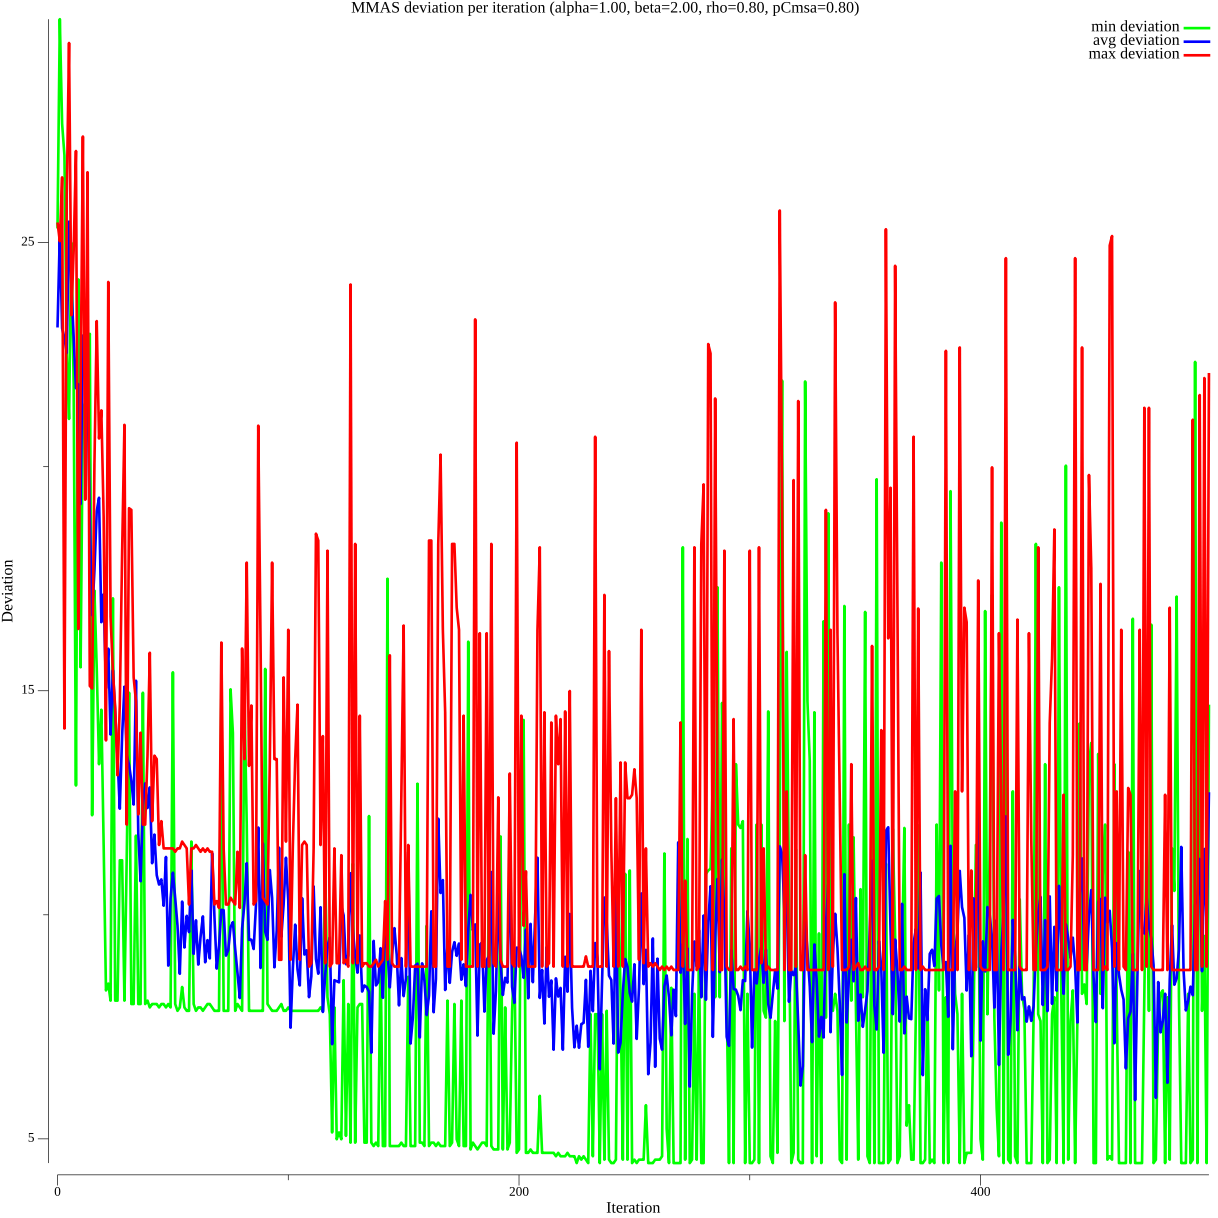 MMAS deviation per iteration (alpha=1.00, beta=2.00, rho=0.80, pCmsa=0.80)
min deviation
avg deviation
max deviation
25
15
5
Deviation
0
200
400
Iteration